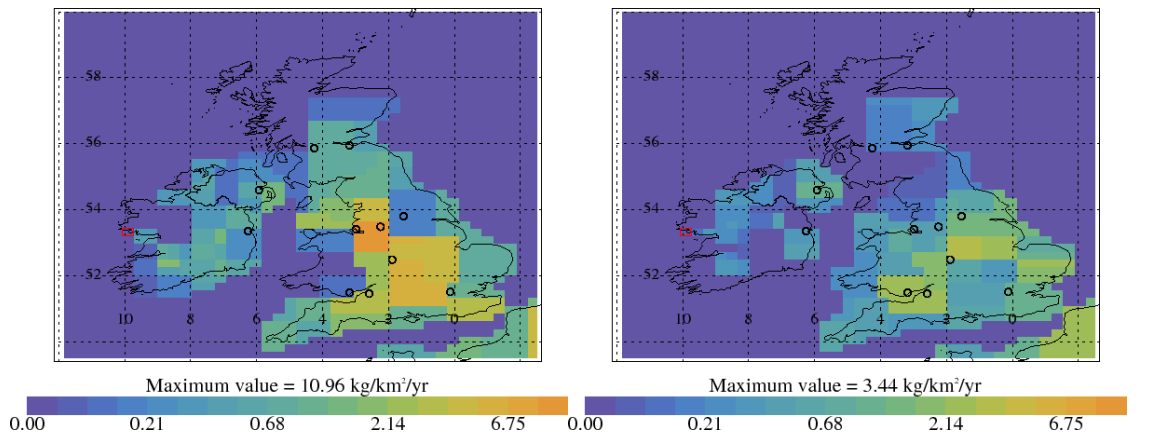 58 58
56 56
54 54
52 52
10 8 6 4 2 0 10 8 6 4 2 0
Maximum value = 10.96 kg/km²/yr Maximum value = 3.44 kg/km²/yr
0.00 0.21 0.68 2.14 6.75 0.00 0.21 0.68 2.14 6.75